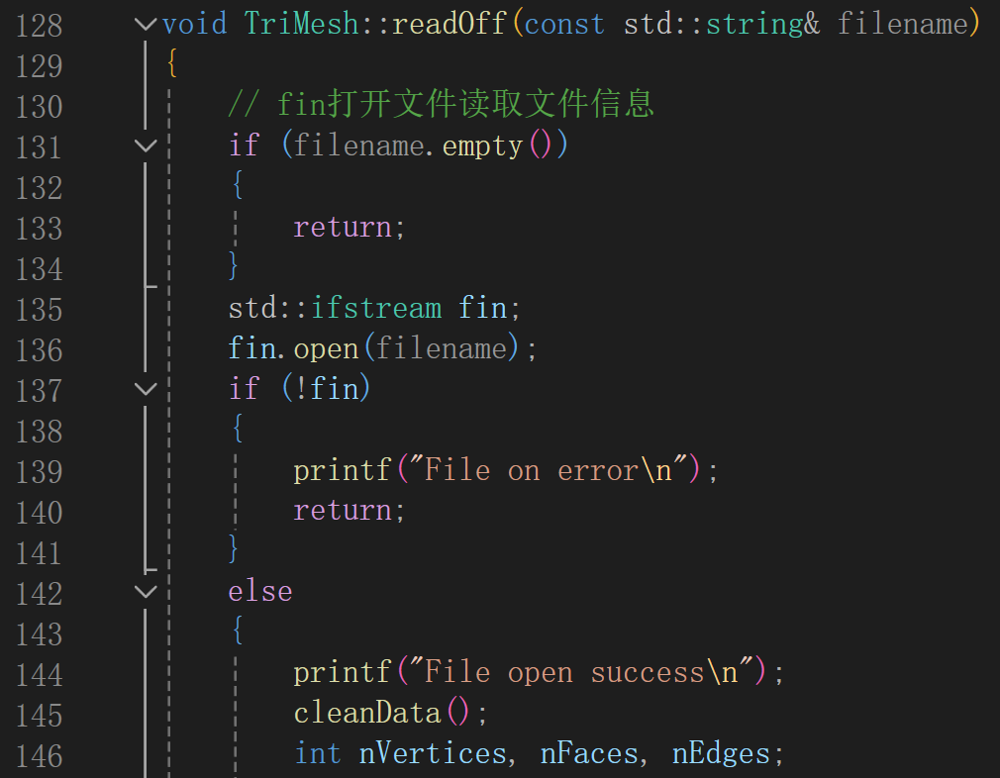 128 void TriMesh::readOff(const std::string& filename)
129 {
130 // fin打开文件读取文件信息
131 if (filename.empty())
132 {
133 return;
134 }
135 std::ifstream fin;
136 fin.open(filename);
137 if (!fin)
138 {
139 printf("File on error\n");
140 return;
141 }
142 else
143 {
144 printf("File open success\n");
145 cleanData();
146 int nVertices, nFaces, nEdges;